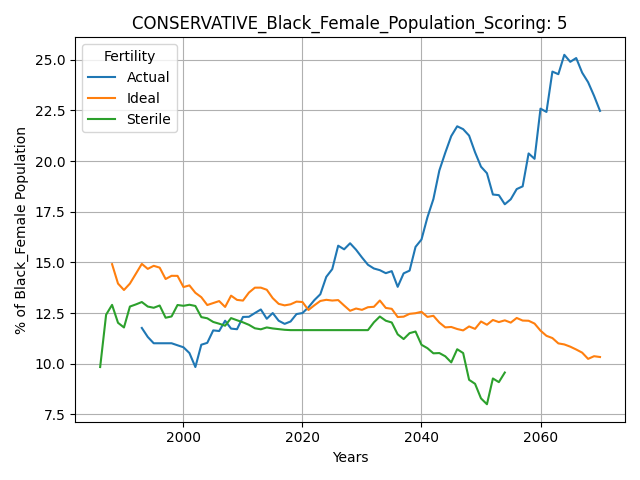 CONSERVATIVE_Black_Female_Population_Scoring: 5
Fertility
Actual
Ideal
Sterile
% of Black_Female Population
25.0
22.5
20.0
17.5
15.0
12.5
10.0
7.5
2000
2020
2040
2060
Years